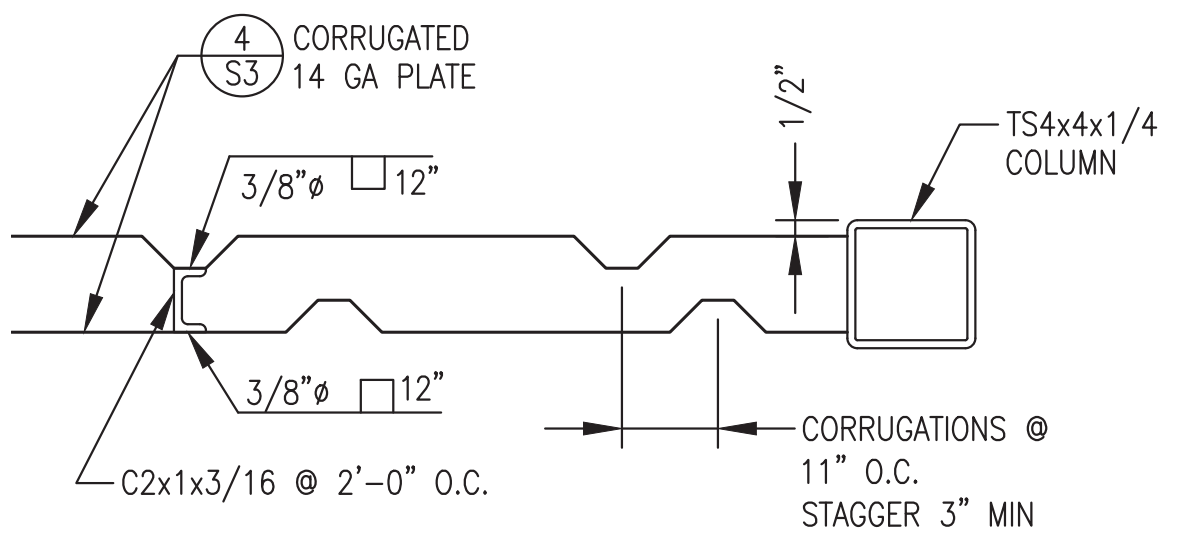 4
S3
CORRUGATED
14 GA PLATE
1/2"
TS4x4x1/4
COLUMN
3/8"ø 12"
3/8"ø 12"
C2x1x3/16 @ 2'-0" O.C.
CORRUGATIONS @
11" O.C.
STAGGER 3" MIN